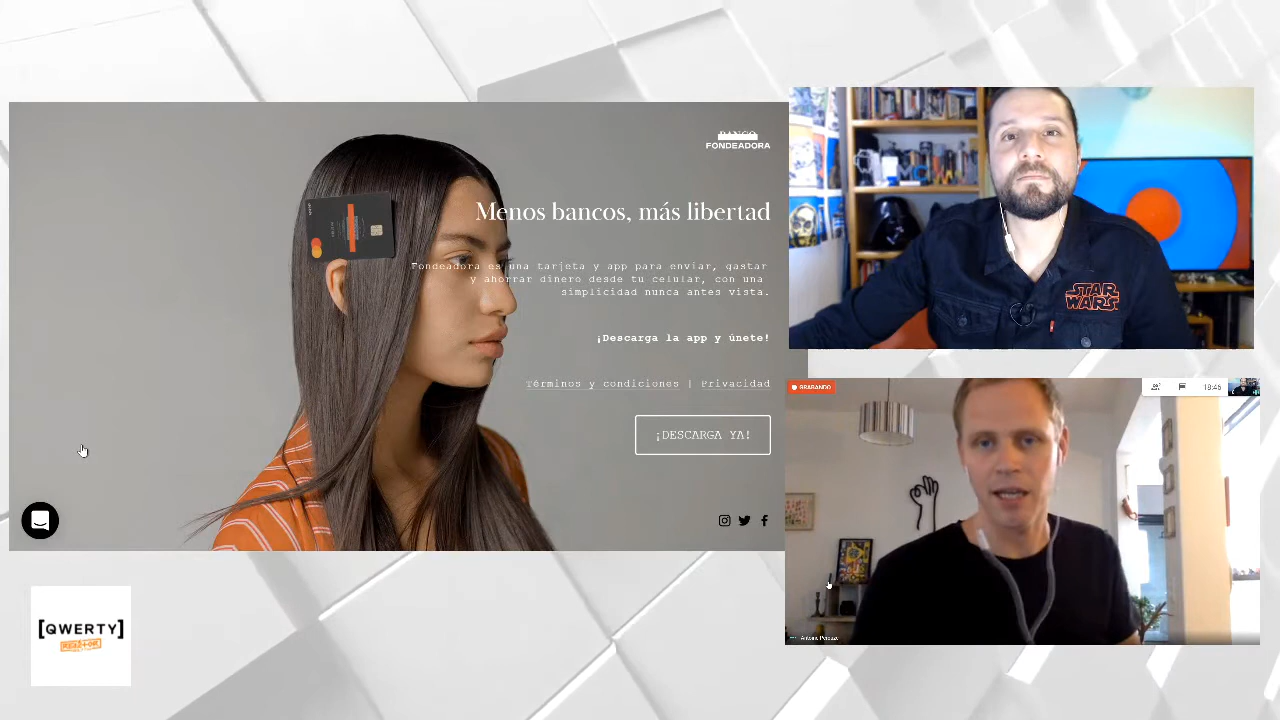 BANCO
FONDEADORA
Menos bancos, más libertad
Fondeadora es una tarjeta y app para enviar, gastar
y ahorrar dinero desde tu celular, con una
simplicidad nunca antes vista.
¡Descarga la app y únete!
Términos y condiciones | Privacidad
¡DESCARGA YA!
STAR
WARS
GRABANDO
18:46
[QWERTY]
REACTOR